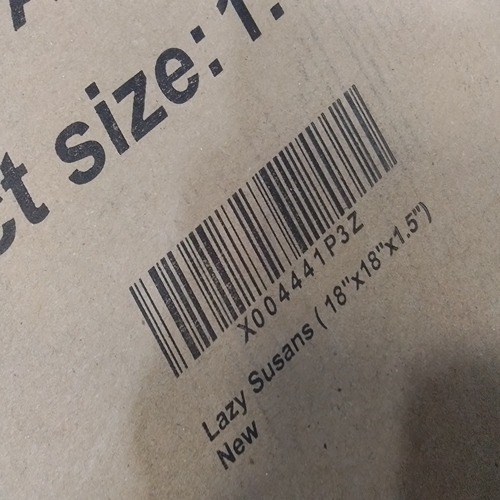 ct size: 1.
X004441P3Z
Lazy Susans ( 18"x18"x1.5")
New